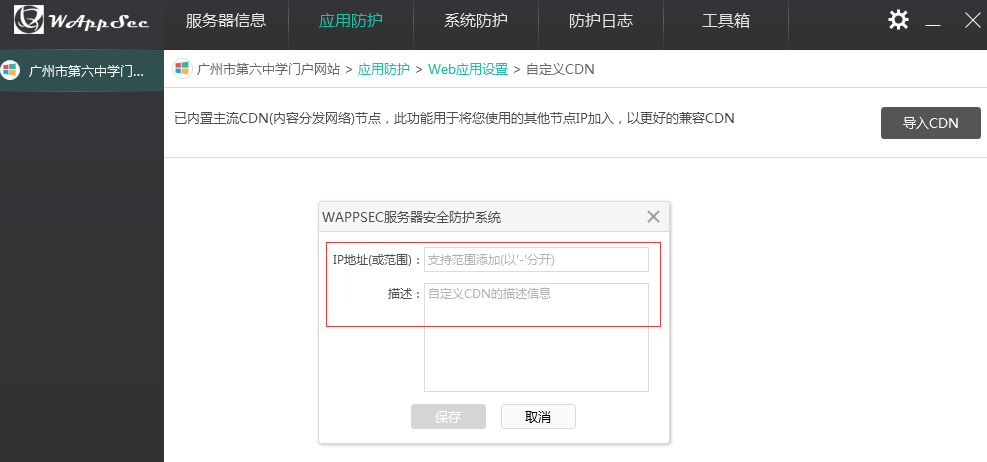 WAppSec
服务器信息
应用防护
系统防护
防护日志
工具箱
广州市第六中学门...
广州市第六中学门户网站 > 应用防护 > Web应用设置 > 自定义CDN
已内置主流CDN(内容分发网络)节点，此功能用于将您使用的其他节点IP加入，以更好的兼容CDN
导入CDN
WAPPSEC服务器安全防护系统
IP地址(或范围)：
支持范围添加(以'-'分开)
描述：
自定义CDN的描述信息
保存
取消